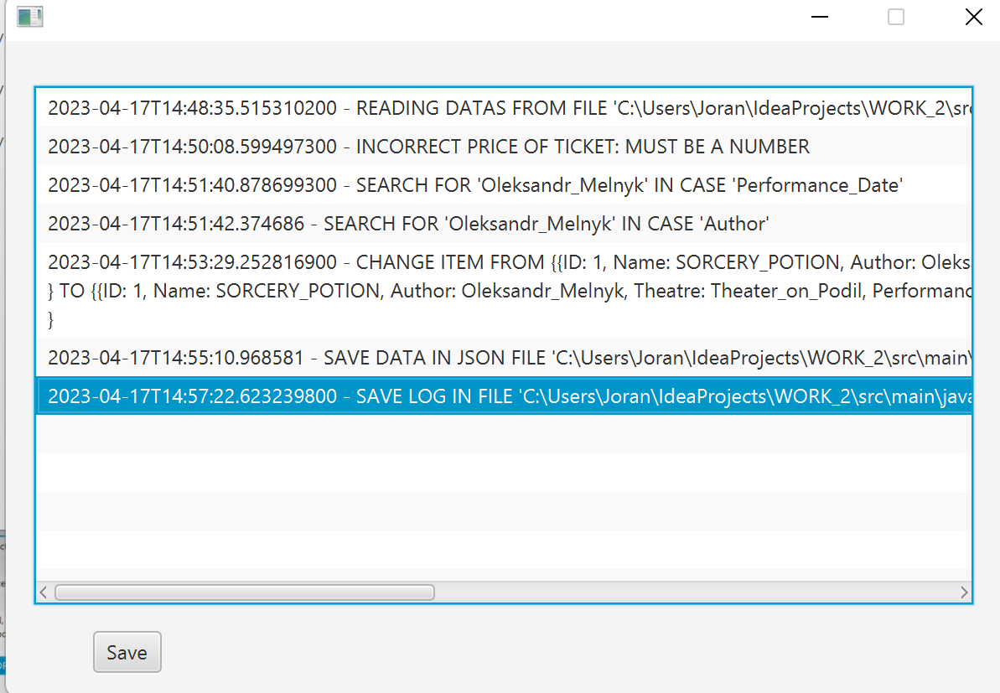 2023-04-17T14:48:35.515310200 - READING DATAS FROM FILE 'C:\Users\Joran\IdeaProjects\WORK_2\src
2023-04-17T14:50:08.599497300 - INCORRECT PRICE OF TICKET: MUST BE A NUMBER
2023-04-17T14:51:40.878699300 - SEARCH FOR 'Oleksandr_Melnyk' IN CASE 'Performance_Date'
2023-04-17T14:51:42.374686 - SEARCH FOR 'Oleksandr_Melnyk' IN CASE 'Author'
2023-04-17T14:53:29.252816900 - CHANGE ITEM FROM {{ID: 1, Name: SORCERY_POTION, Author: Oleks
} TO {{ID: 1, Name: SORCERY_POTION, Author: Oleksandr_Melnyk, Theatre: Theater_on_Podil, Performanc
}
2023-04-17T14:55:10.968581 - SAVE DATA IN JSON FILE 'C:\Users\Joran\IdeaProjects\WORK_2\src\main\
2023-04-17T14:57:22.623239800 - SAVE LOG IN FILE 'C:\Users\Joran\IdeaProjects\WORK_2\src\main\java
Save